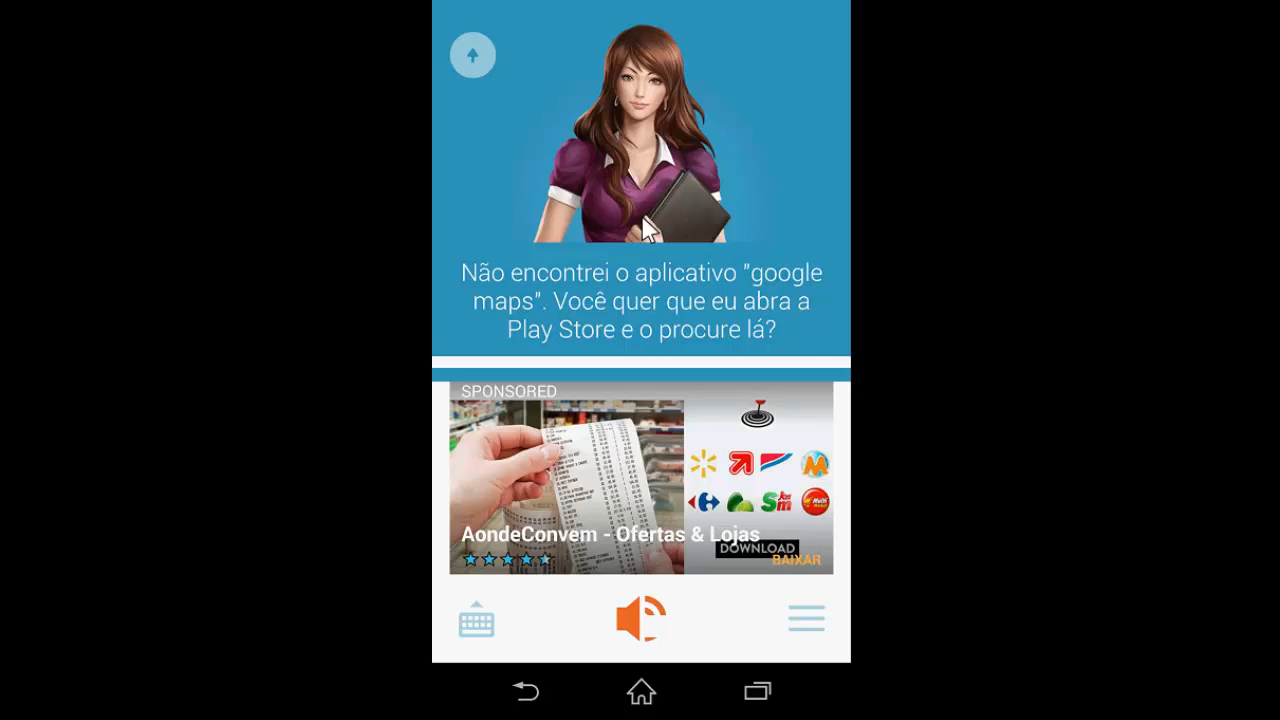 Não encontrei o aplicativo "google
maps". Você quer que eu abra a
Play Store e o procure lá?
SPONSORED
AondeConvem - Ofertas & Lojas
DOWNLOAD
BAIXAR